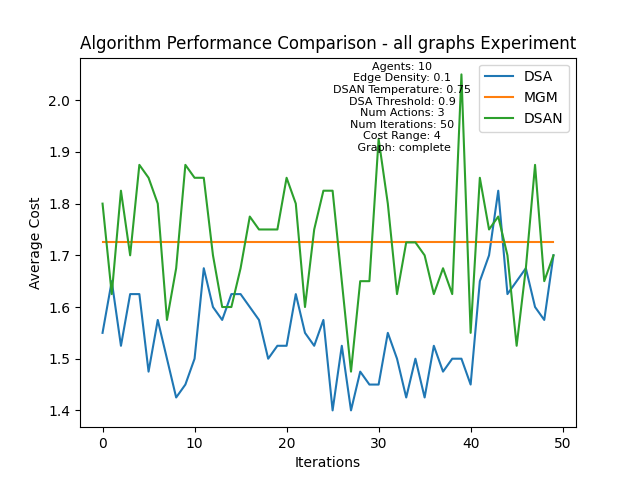 Algorithm Performance Comparison - all graphs Experiment
Agents: 10
Edge Density: 0.1
DSAN Temperature: 0.75
DSA Threshold: 0.9
Num Actions: 3
Num Iterations: 50
Cost Range: 4
Graph: complete
DSA
MGM
DSAN
Average Cost
2.0
1.9
1.8
1.7
1.6
1.5
1.4
0 10 20 30 40 50
Iterations